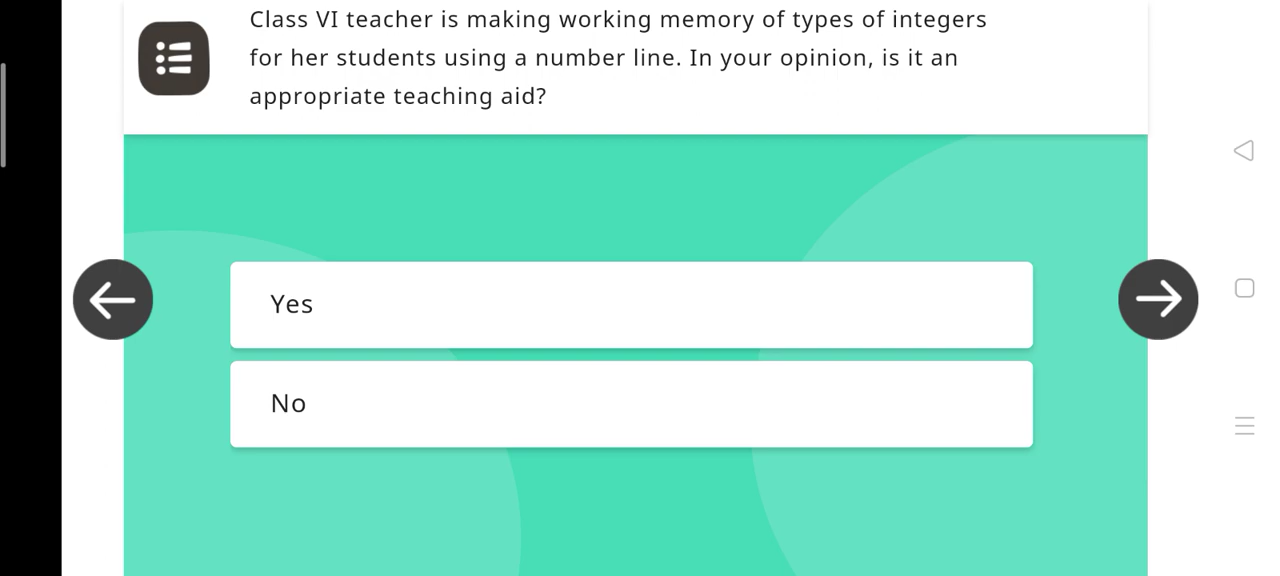 Class VI teacher is making working memory of types of integers
for her students using a number line. In your opinion, is it an
appropriate teaching aid?
Yes
No